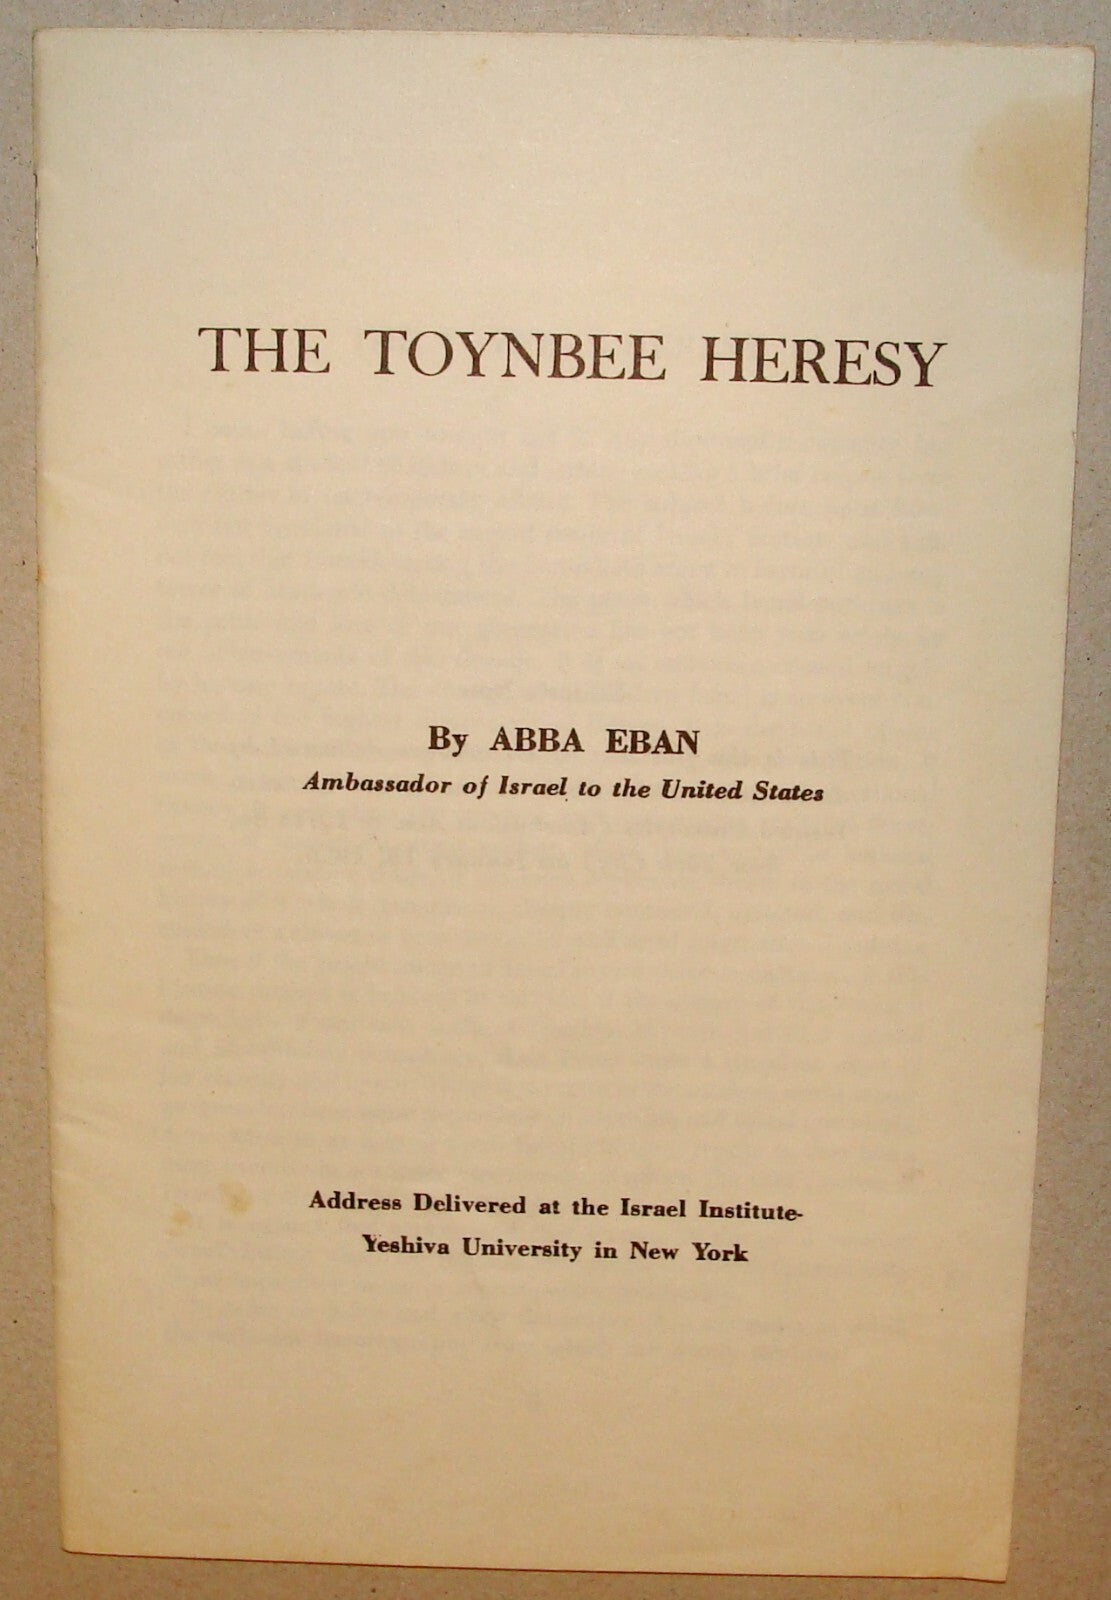 THE TOYNBEE HERESY
By ABBA EBAN
Ambassador of Israel to the United States
Address Delivered at the Israel Institute-
Yeshiva University in New York